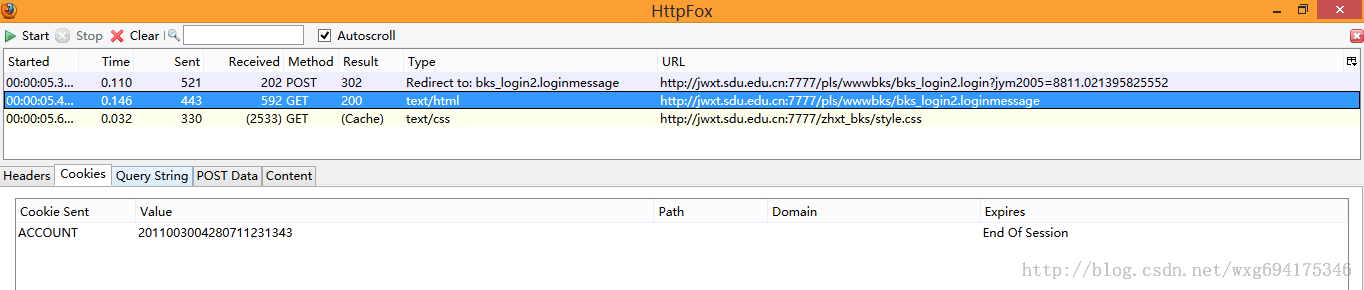 HttpFox
Start Stop Clear Autoscroll
Started Time Sent Received Method Result Type URL
00:00:05.3... 0.110 521 202 POST 302 Redirect to: bks_login2.loginmessage http://jwxt.sdu.edu.cn:7777/pls/wwwbks/bks_login2.login?jym2005=8811.021395825552
00:00:05.4... 0.146 443 592 GET 200 text/html http://jwxt.sdu.edu.cn:7777/pls/wwwbks/bks_login2.loginmessage
00:00:05.6... 0.032 330 (2533) GET (Cache) text/css http://jwxt.sdu.edu.cn:7777/zhxt_bks/style.css
Headers Cookies Query String POST Data Content
Cookie Sent Value Path Domain Expires
ACCOUNT 2011003004280711231343 End Of Session
http://blog.csdn.net/wxg694175346